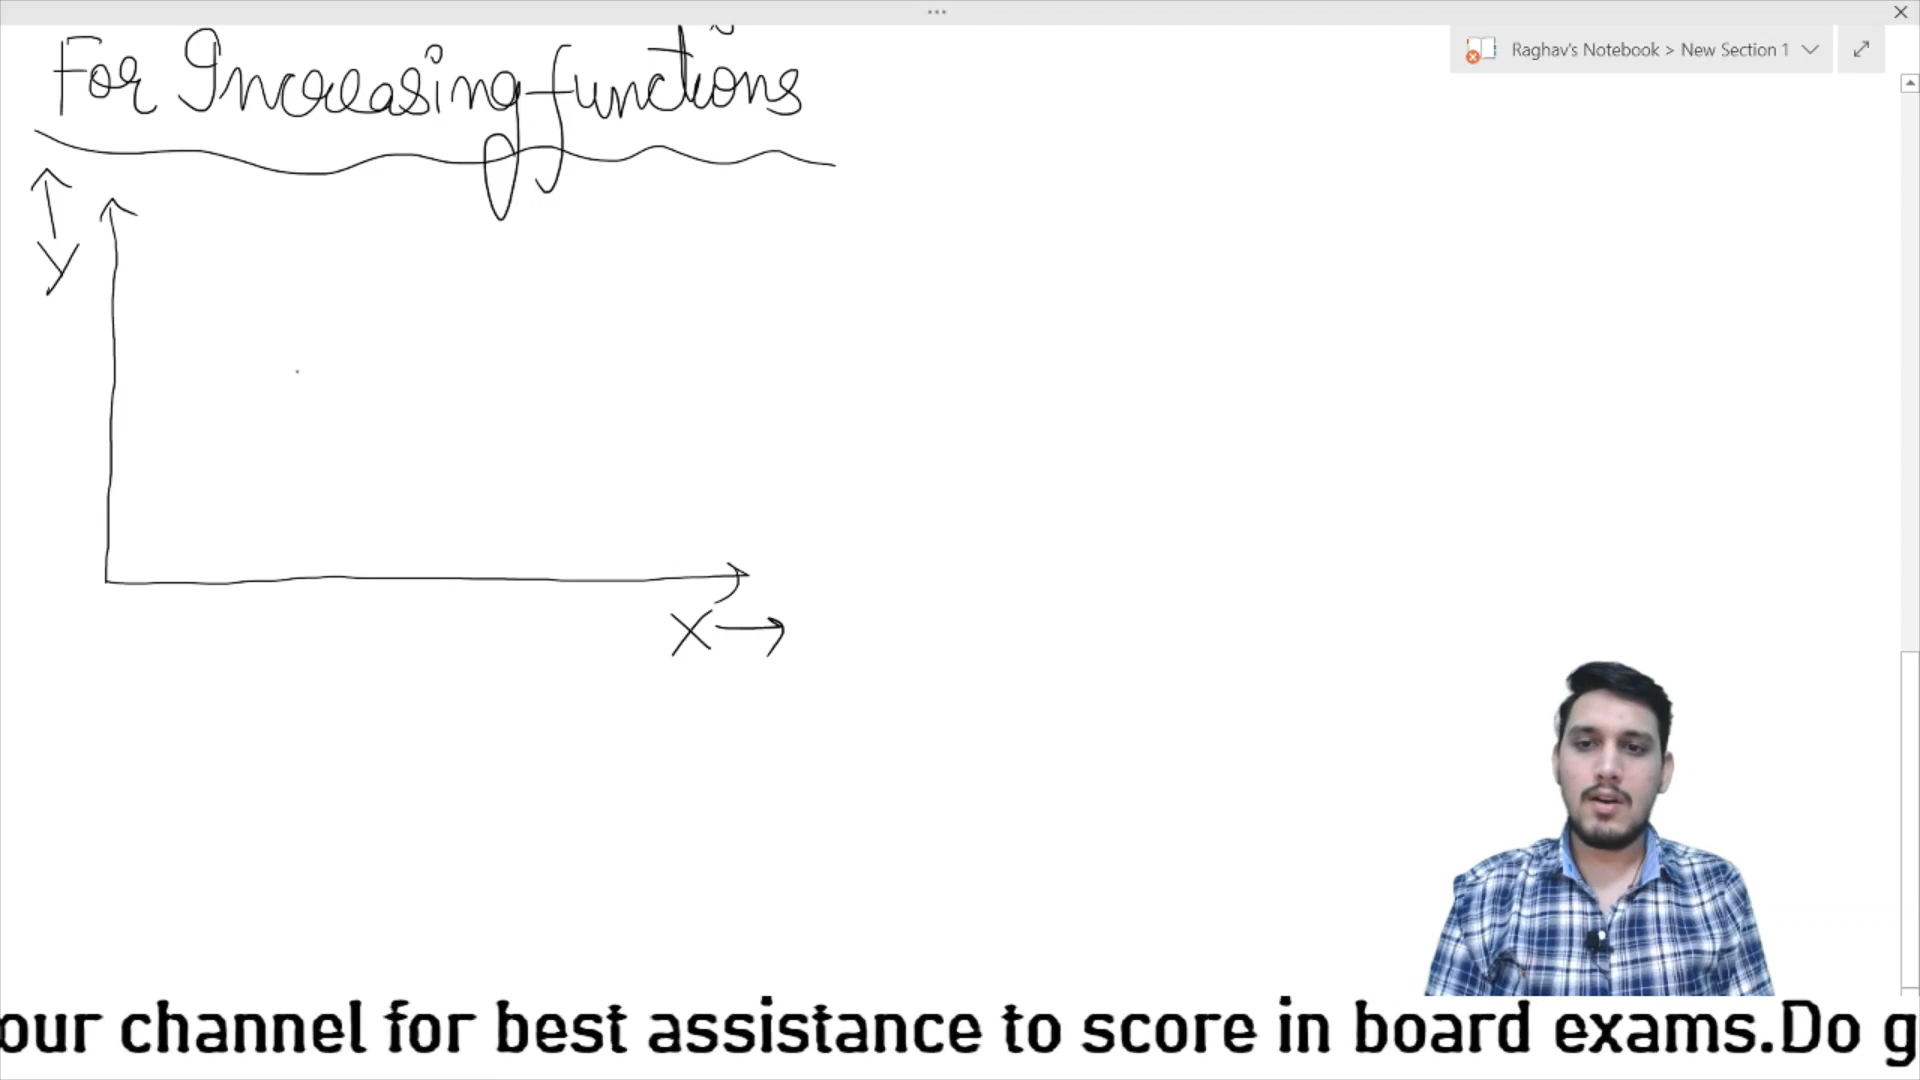 Raghav's Notebook > New Section 1
For Increasing functions
y
X
our channel for best assistance to score in board exams.Do g